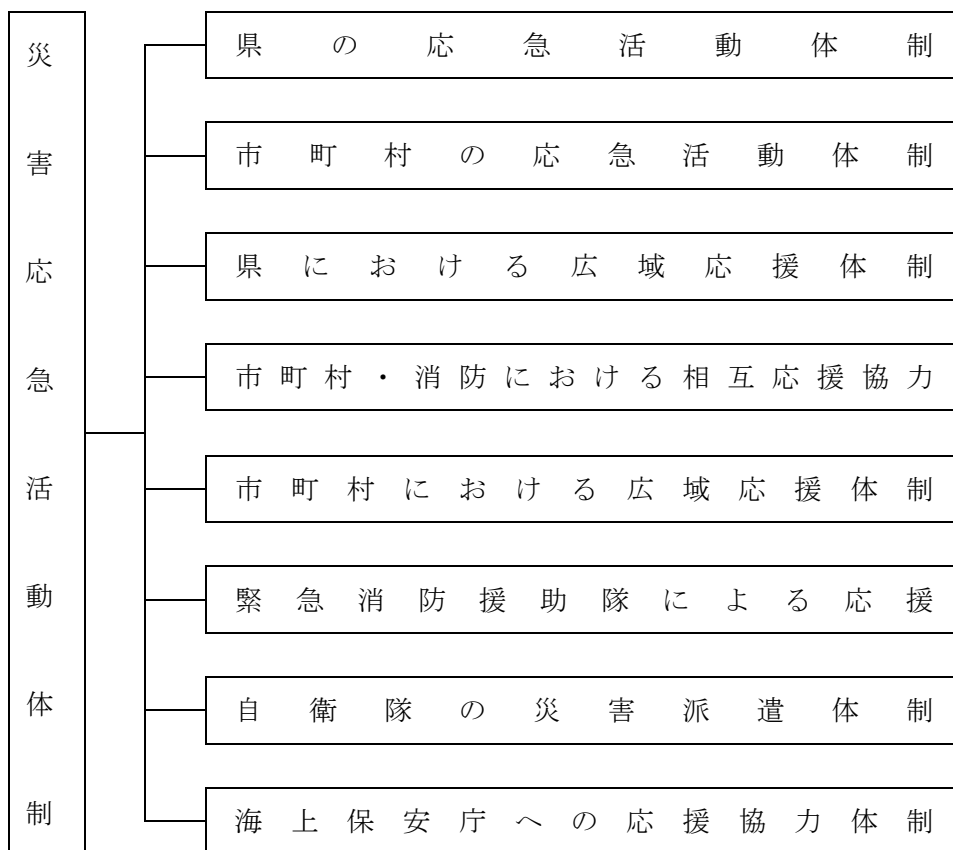 災害応急活動体制
県の応急活動体制
市町村の応急活動体制
県における広域応援体制
市町村・消防における相互応援協力
市町村における広域応援体制
緊急消防援助隊による応援
自衛隊の災害派遣体制
海上保安庁への応援協力体制